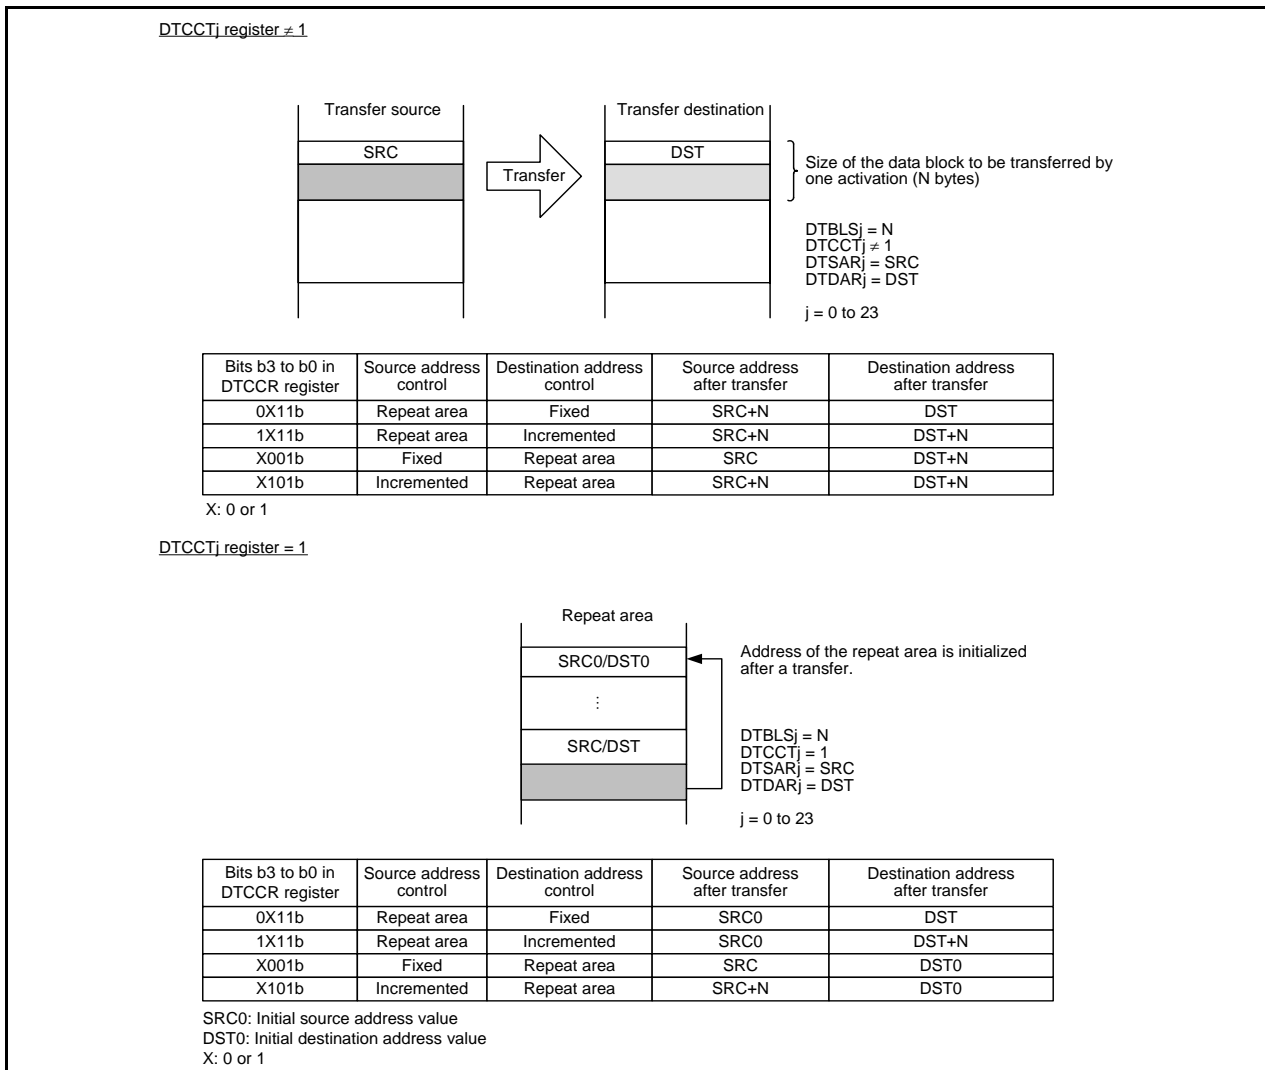 DTCCTj register ≠ 1
Transfer source
Transfer destination
SRC
DST
Transfer
Size of the data block to be transferred by
one activation (N bytes)
DTBLSj = N
DTCCTj ≠ 1
DTSARj = SRC
DTDARj = DST
j = 0 to 23
Bits b3 to b0 in DTCCR register | Source address control | Destination address control | Source address after transfer | Destination address after transfer
0X11b | Repeat area | Fixed | SRC+N | DST
1X11b | Repeat area | Incremented | SRC+N | DST+N
X001b | Fixed | Repeat area | SRC | DST+N
X101b | Incremented | Repeat area | SRC+N | DST+N
X: 0 or 1
DTCCTj register = 1
Repeat area
SRC0/DST0
⋮
SRC/DST
Address of the repeat area is initialized
after a transfer.
DTBLSj = N
DTCCTj = 1
DTSARj = SRC
DTDARj = DST
j = 0 to 23
Bits b3 to b0 in DTCCR register | Source address control | Destination address control | Source address after transfer | Destination address after transfer
0X11b | Repeat area | Fixed | SRC0 | DST
1X11b | Repeat area | Incremented | SRC0 | DST+N
X001b | Fixed | Repeat area | SRC | DST0
X101b | Incremented | Repeat area | SRC+N | DST0
SRC0: Initial source address value
DST0: Initial destination address value
X: 0 or 1